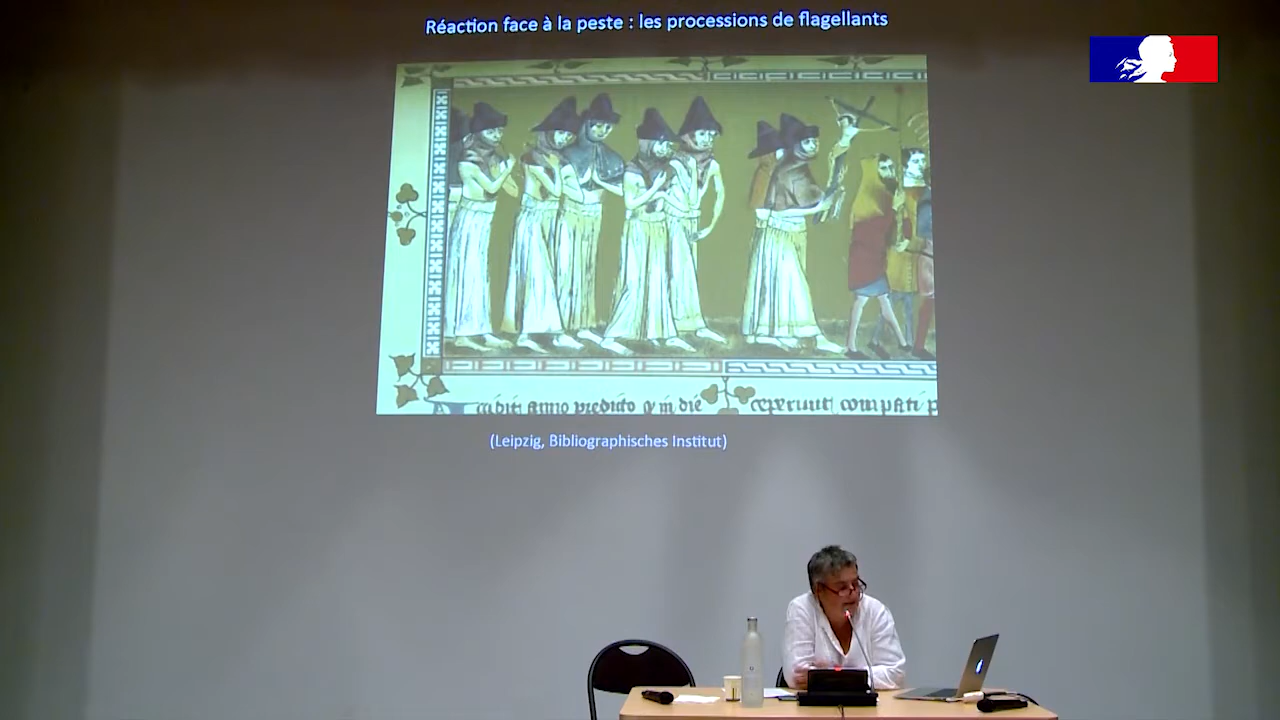 Réaction face à la peste : les processions de flagellants
(Leipzig, Bibliographisches Institut)